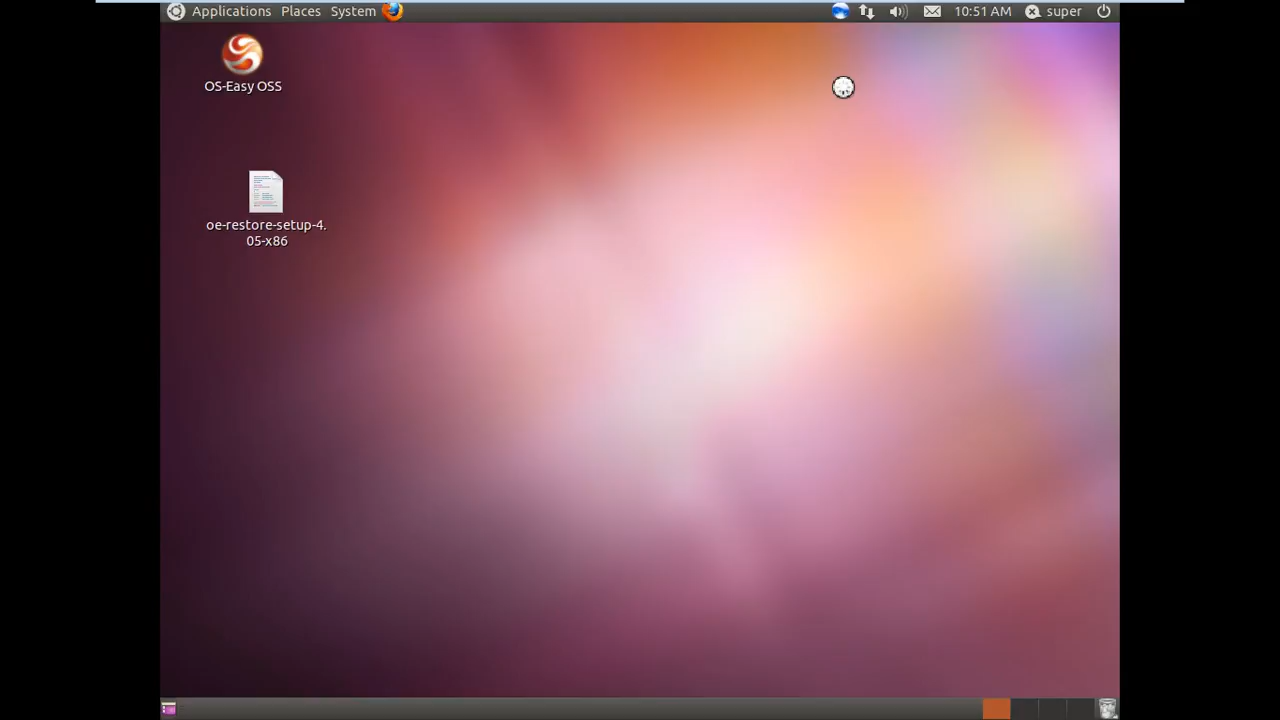 Applications Places System 10:51 AM super
OS-Easy OSS
oe-restore-setup-4.
05-x86